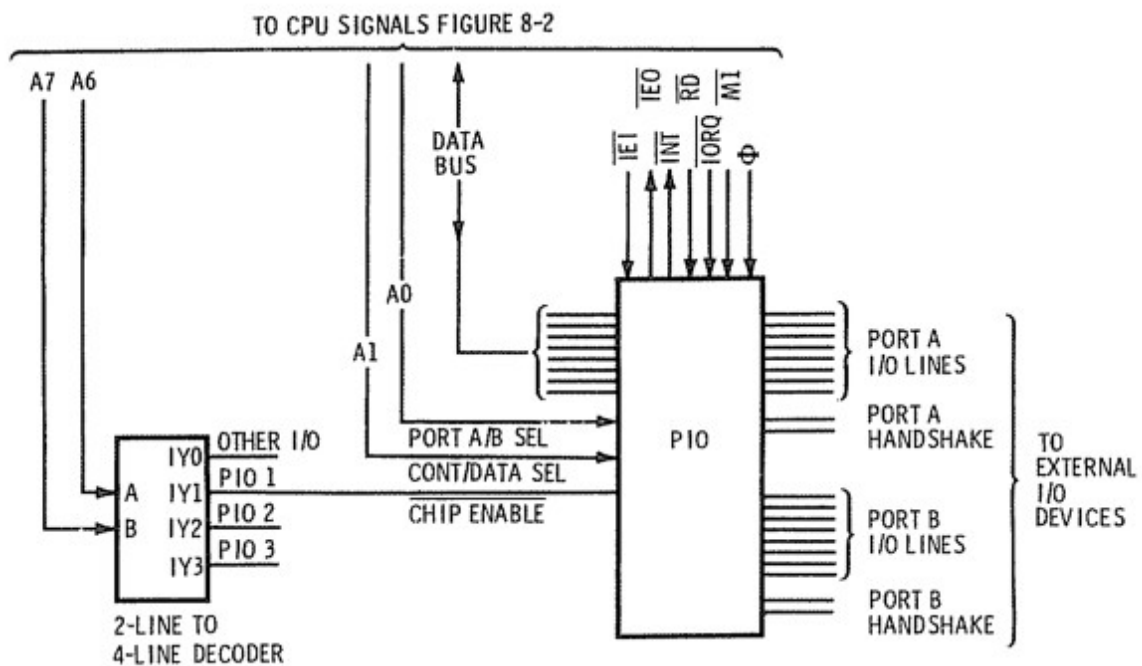 TO CPU SIGNALS FIGURE 8-2
A7
A6
DATA
BUS
IEI
IEO
INT
RD
IORQ
M1
Φ
A0
A1
PORT A
I/O LINES
PORT A
HANDSHAKE
PIO
PORT A/B SEL
CONT/DATA SEL
CHIP ENABLE
OTHER I/O
PIO 1
PIO 2
PIO 3
A
B
IY0
IY1
IY2
IY3
PORT B
I/O LINES
PORT B
HANDSHAKE
TO
EXTERNAL
I/O
DEVICES
2-LINE TO
4-LINE DECODER